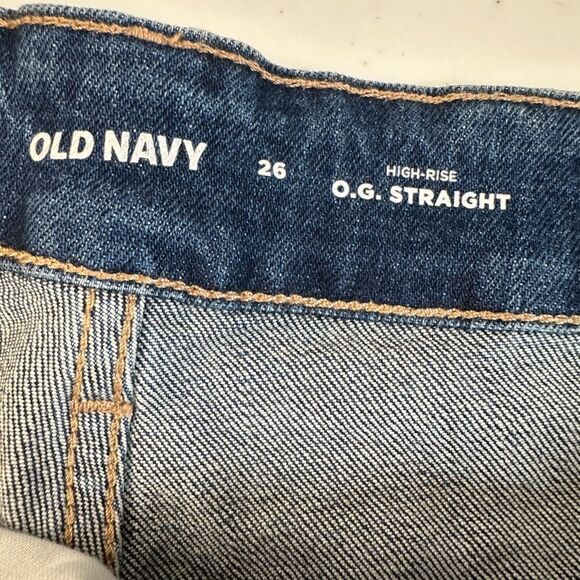 OLD NAVY
26
HIGH-RISE
O.G. STRAIGHT